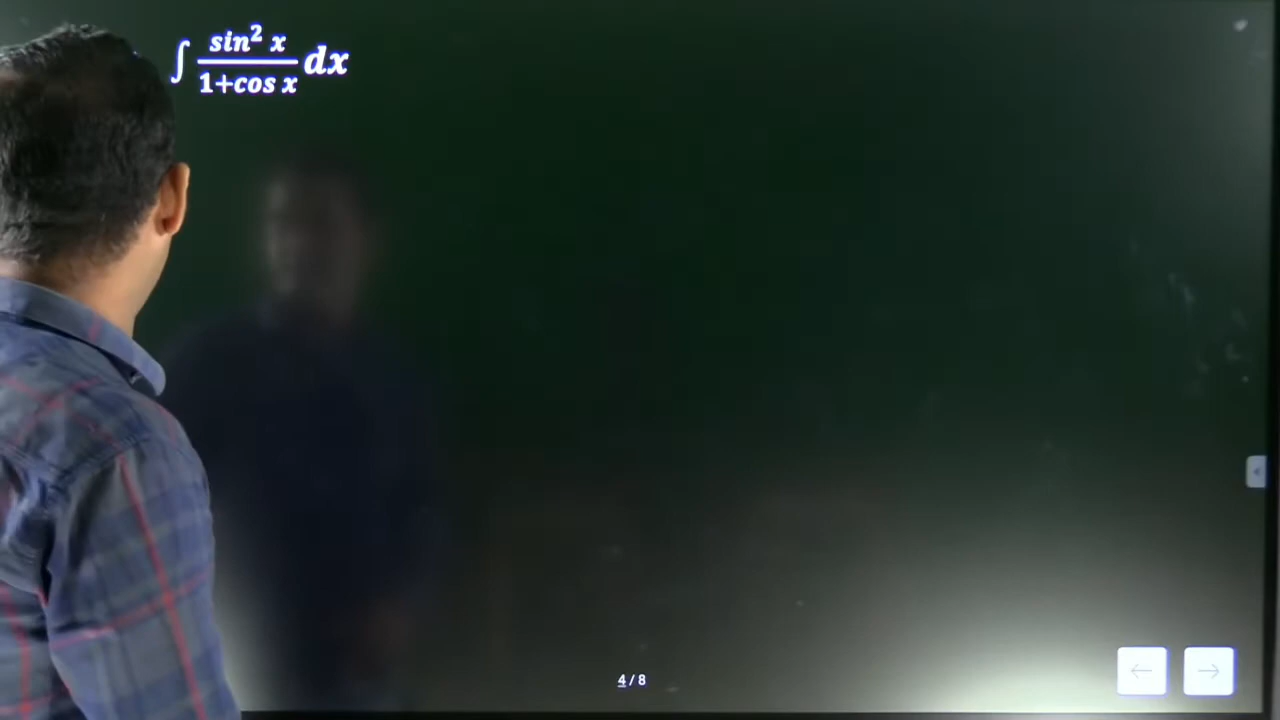 ∫ sin² x / 1+cos x dx
4 / 8